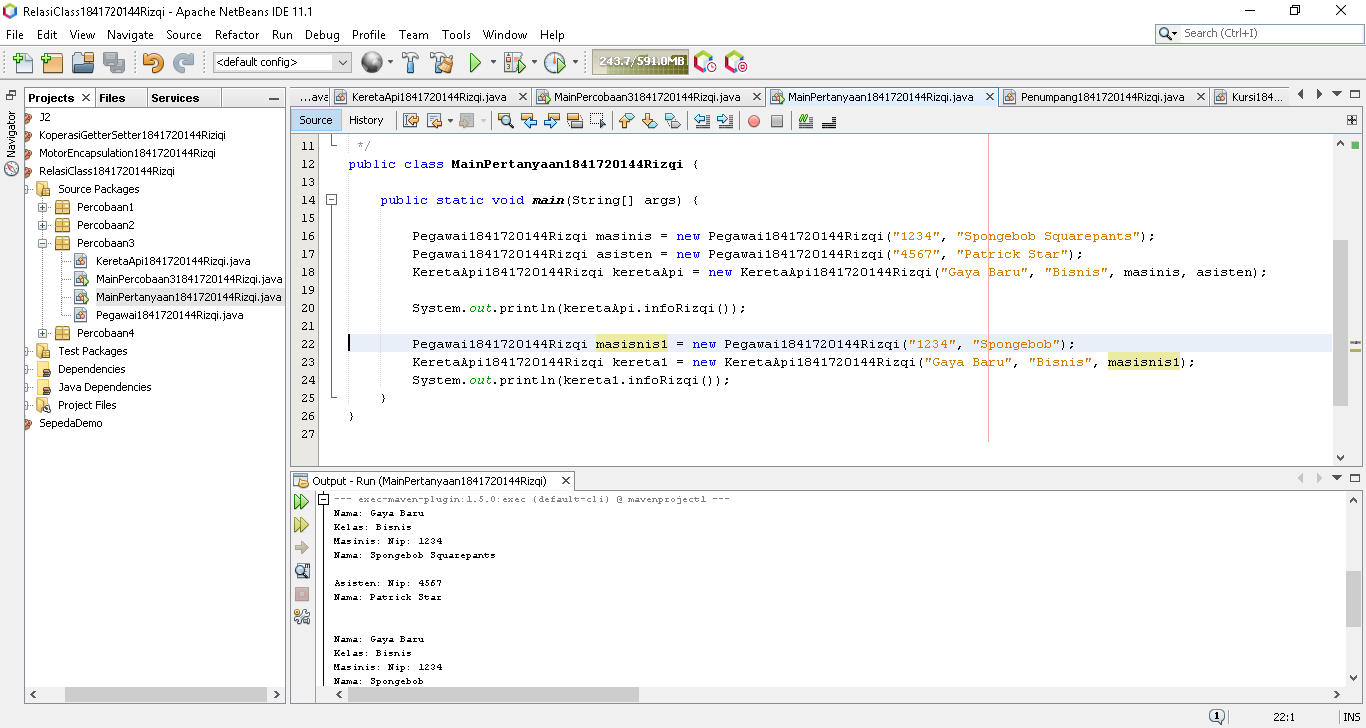 RelasiClass1841720144Rizqi - Apache NetBeans IDE 11.1
File Edit View Navigate Source Refactor Run Debug Profile Team Tools Window Help
Search (Ctrl+I)
<default config>
243.7/591.0MB
Projects Files Services
Navigator
J2
KoperasiGetterSetter1841720144Riziqi
MotorEncapsulation1841720144Rizqi
RelasiClass1841720144Rizqi
Source Packages
Percobaan1
Percobaan2
Percobaan3
KeretaApi1841720144Rizqi.java
MainPercobaan31841720144Rizqi.java
MainPertanyaan1841720144Rizqi.java
Pegawai1841720144Rizqi.java
Percobaan4
Test Packages
Dependencies
Java Dependencies
Project Files
SepedaDemo
...ava KeretaApi1841720144Rizqi.java MainPercobaan31841720144Rizqi.java MainPertanyaan1841720144Rizqi.java Penumpang1841720144Rizqi.java Kursi184...
Source History
11 */
12 public class MainPertanyaan1841720144Rizqi {
13
14 public static void main(String[] args) {
15
16 Pegawai1841720144Rizqi masinis = new Pegawai1841720144Rizqi("1234", "Spongebob Squarepants");
17 Pegawai1841720144Rizqi asisten = new Pegawai1841720144Rizqi("4567", "Patrick Star");
18 KeretaApi1841720144Rizqi keretaApi = new KeretaApi1841720144Rizqi("Gaya Baru", "Bisnis", masinis, asisten);
19
20 System.out.println(keretaApi.infoRizqi());
21
22 Pegawai1841720144Rizqi masisnis1 = new Pegawai1841720144Rizqi("1234", "Spongebob");
23 KeretaApi1841720144Rizqi kereta1 = new KeretaApi1841720144Rizqi("Gaya Baru", "Bisnis", masisnis1);
24 System.out.println(kereta1.infoRizqi());
25 }
26 }
27
Output - Run (MainPertanyaan1841720144Rizqi)
--- exec-maven-plugin:1.5.0:exec (default-cli) @ mavenproject1 ---
Nama: Gaya Baru
Kelas: Bisnis
Masinis: Nip: 1234
Nama: Spongebob Squarepants
Asisten: Nip: 4567
Nama: Patrick Star
Nama: Gaya Baru
Kelas: Bisnis
Masinis: Nip: 1234
Nama: Spongebob
1 22:1 INS